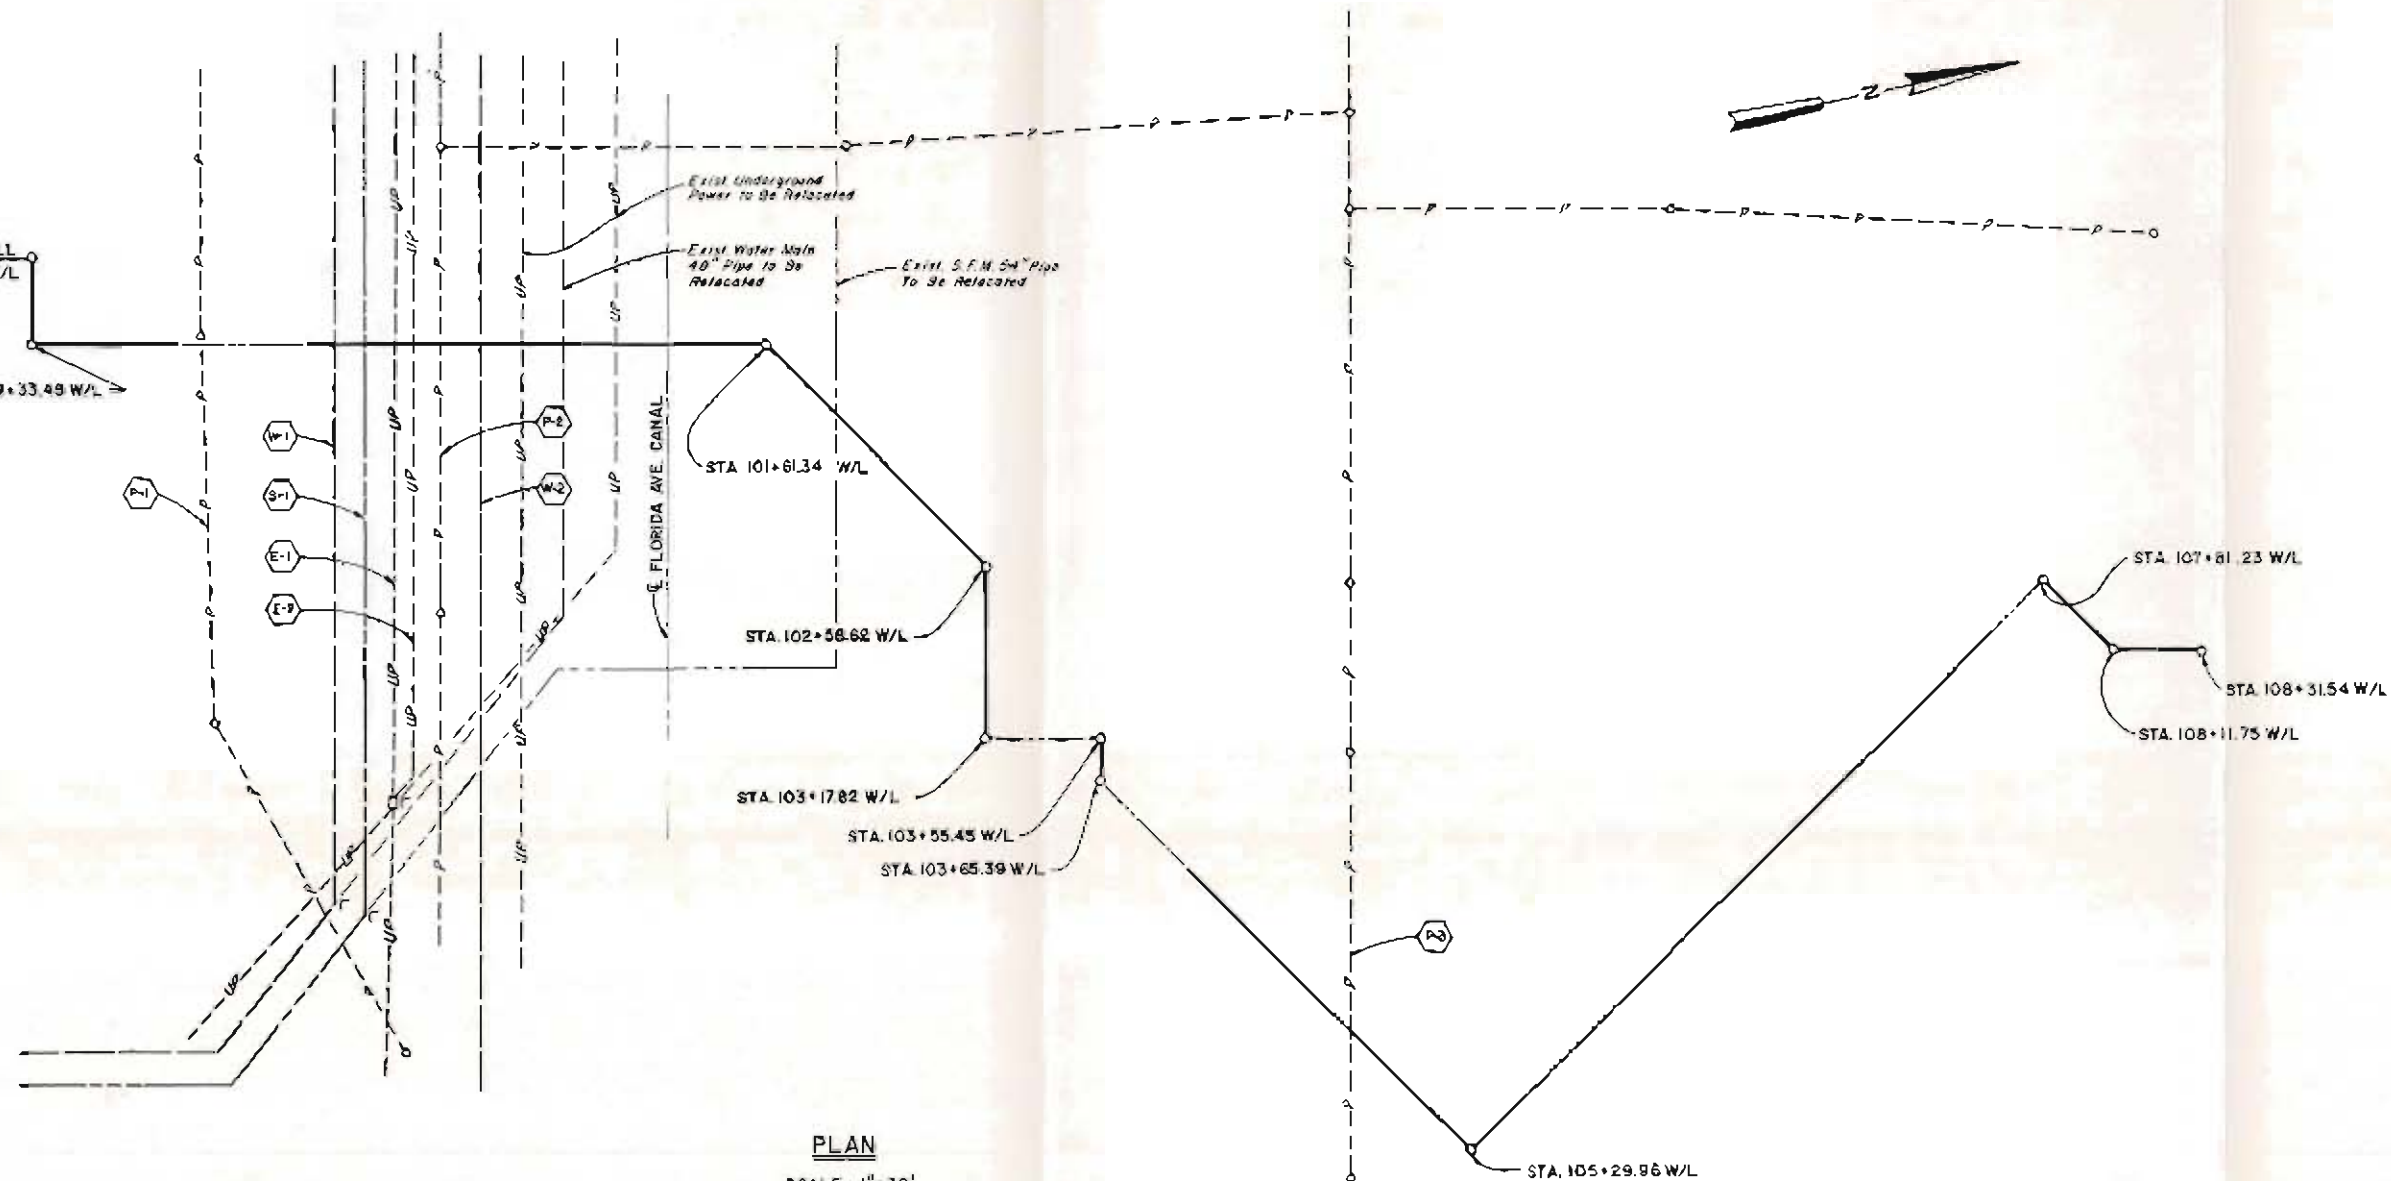 N
Exist. Underground
Power to Be Relocated
Exist. Water Main
48" Pipe to Be
Relocated
Exist. S.F.M. 54" Pipe
To Be Relocated
+33.49 W/L
W-1
P-2
STA. 101+61.34 W/L
P-1
S-1
W-2
℄ FLORIDA AVE. CANAL
E-1
E-2
STA. 107+81.23 W/L
STA. 102+58.62 W/L
STA. 108+31.54 W/L
STA. 108+11.75 W/L
STA. 103+17.82 W/L
STA. 103+55.45 W/L
STA. 103+65.39 W/L
UP
P
PLAN
STA. 105+29.96 W/L